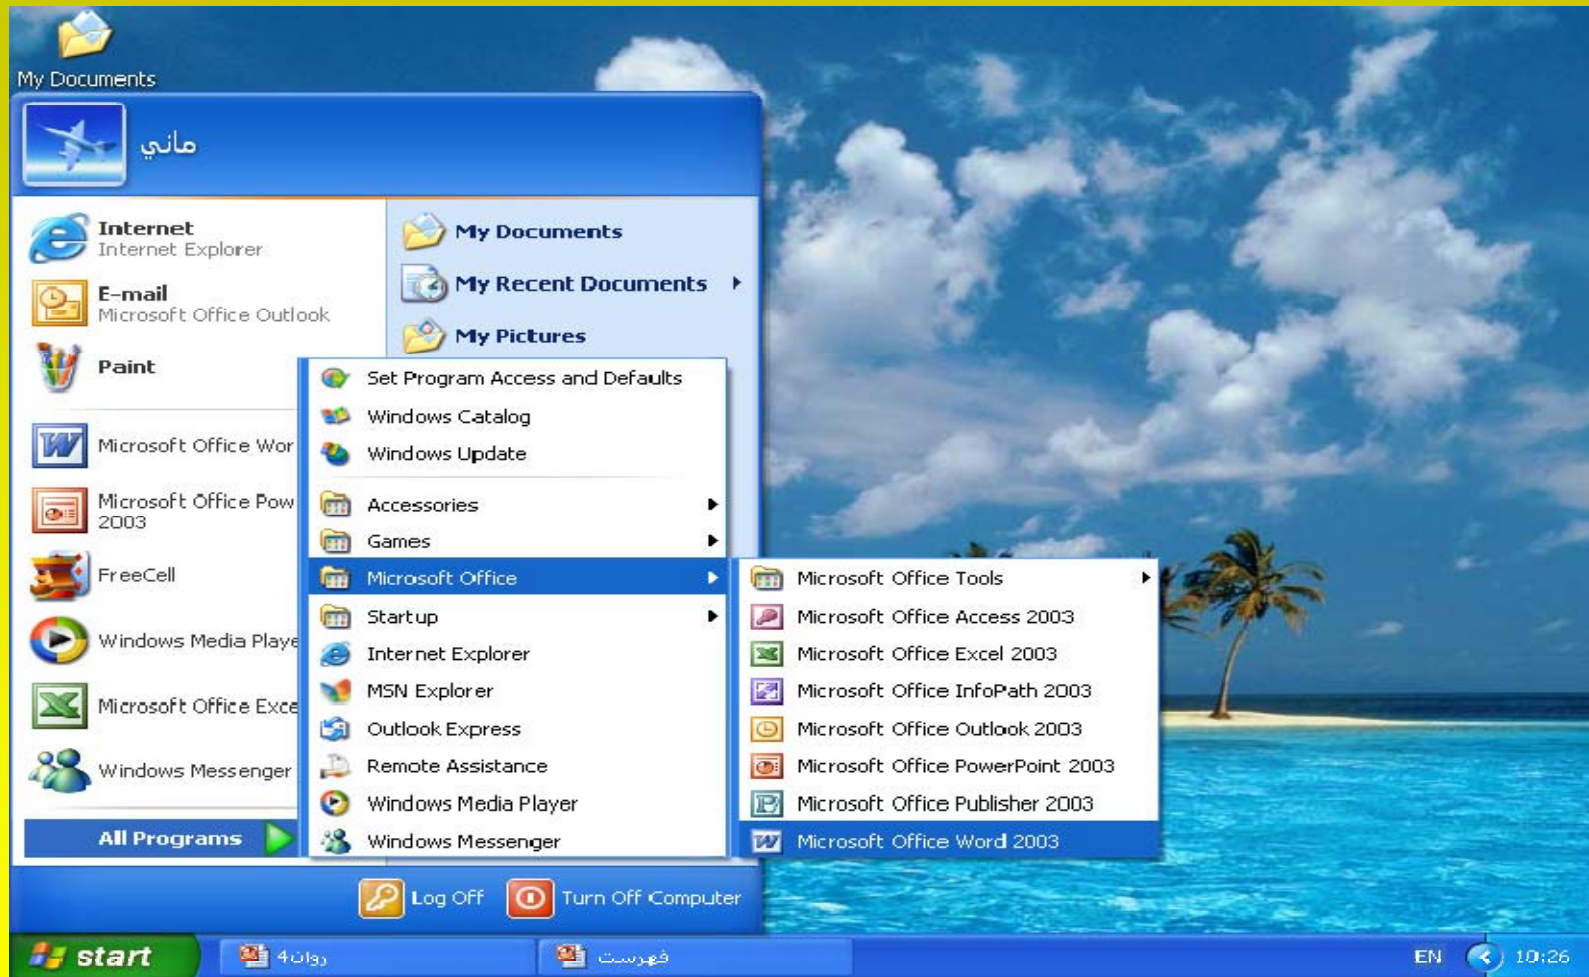 My Documents
ماني
Internet
Internet Explorer
E-mail
Microsoft Office Outlook
Paint
Microsoft Office Wor
Microsoft Office Pow
2003
FreeCell
Windows Media Playe
Microsoft Office Exce
Windows Messenger
All Programs
My Documents
My Recent Documents
My Pictures
Set Program Access and Defaults
Windows Catalog
Windows Update
Accessories
Games
Microsoft Office
Startup
Internet Explorer
MSN Explorer
Outlook Express
Remote Assistance
Windows Media Player
Windows Messenger
Microsoft Office Tools
Microsoft Office Access 2003
Microsoft Office Excel 2003
Microsoft Office InfoPath 2003
Microsoft Office Outlook 2003
Microsoft Office PowerPoint 2003
Microsoft Office Publisher 2003
Microsoft Office Word 2003
Log Off
Turn Off Computer
start
روان4
فهرست
EN
10:26